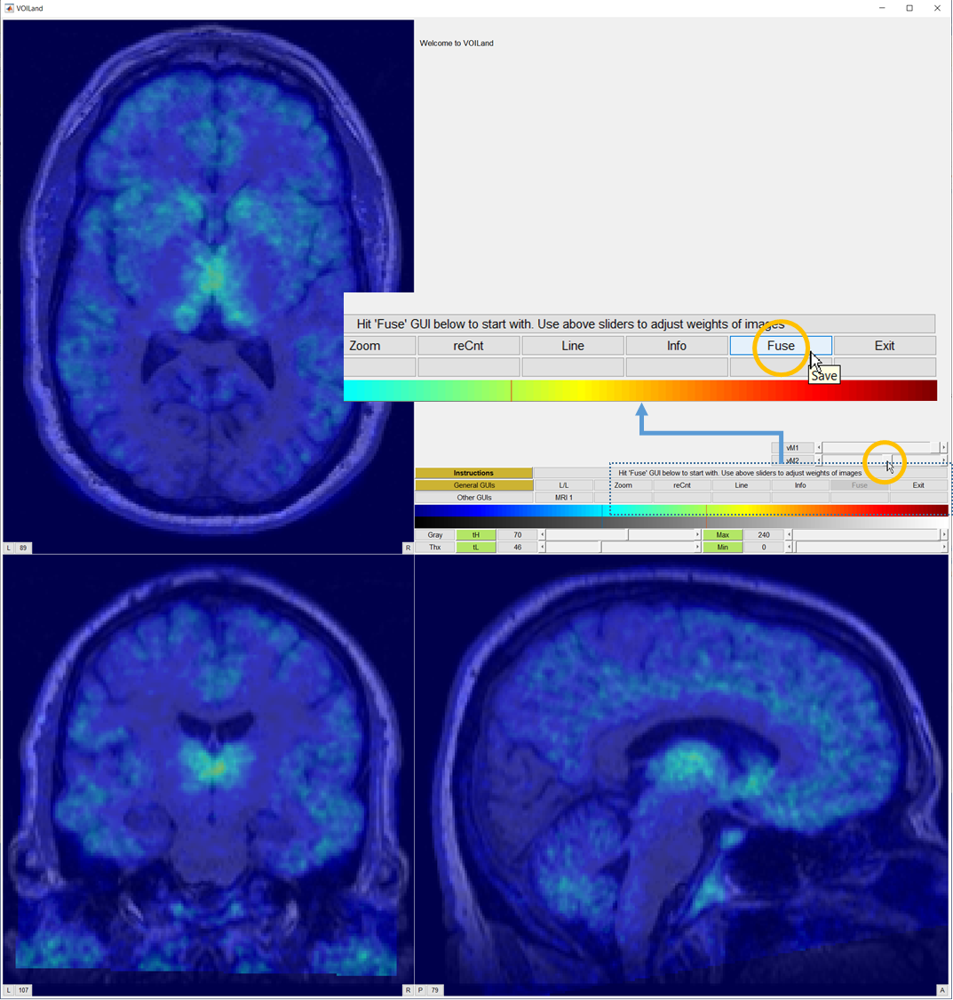 VOILand
Welcome to VOILand
Hit 'Fuse' GUI below to start with. Use above sliders to adjust weights of images
Zoom reCnt Line Info Fuse Exit
Save
vM1
vM2
Instructions Hit 'Fuse' GUI below to start with. Use above sliders to adjust weights of images
General GUIs L/L Zoom reCnt Line Info Fuse Exit
Other GUIs MRI 1
Gray tH 70 Max 240
Thx tL 46 Min 0
L 89 R
L 107 R P 79 A